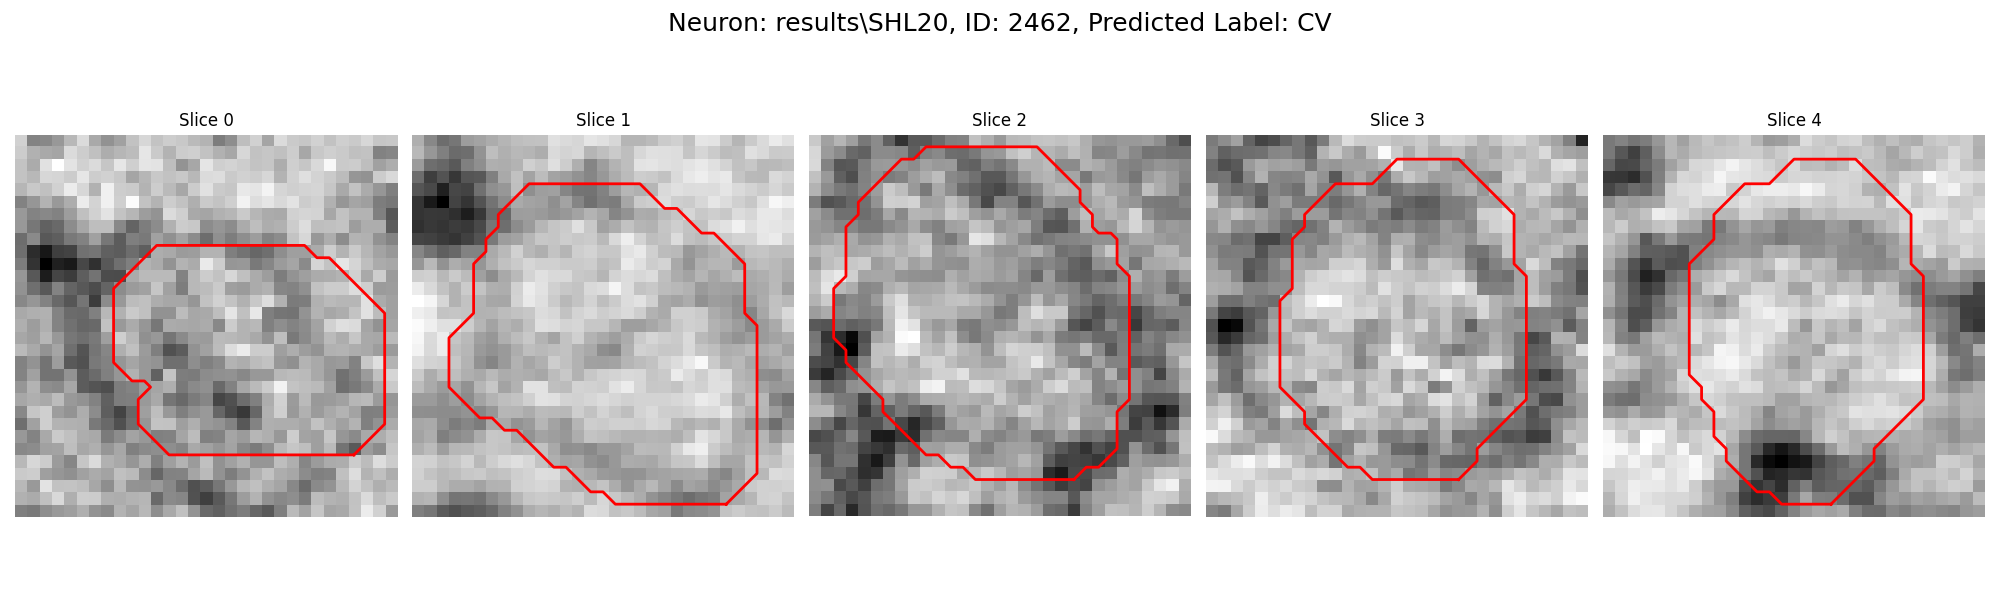 Neuron: results\SHL20, ID: 2462, Predicted Label: CV
Slice 0
Slice 1
Slice 2
Slice 3
Slice 4